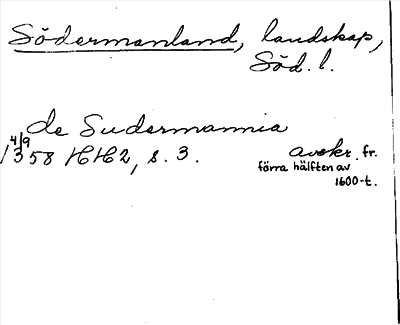 Södermanland, landskap,
Söd. l.
de Sudermannia
4/9
1358 HH2, s. 3. avskr. fr.
förra hälften av
1600-t.